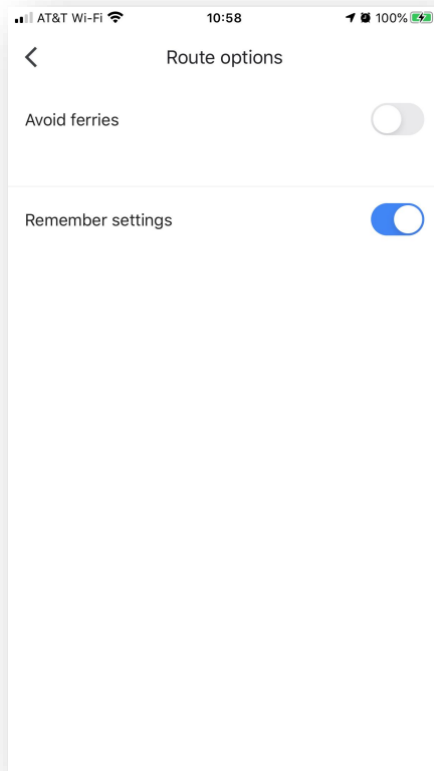 AT&T Wi-Fi 10:58 100%
Route options
Avoid ferries
Remember settings